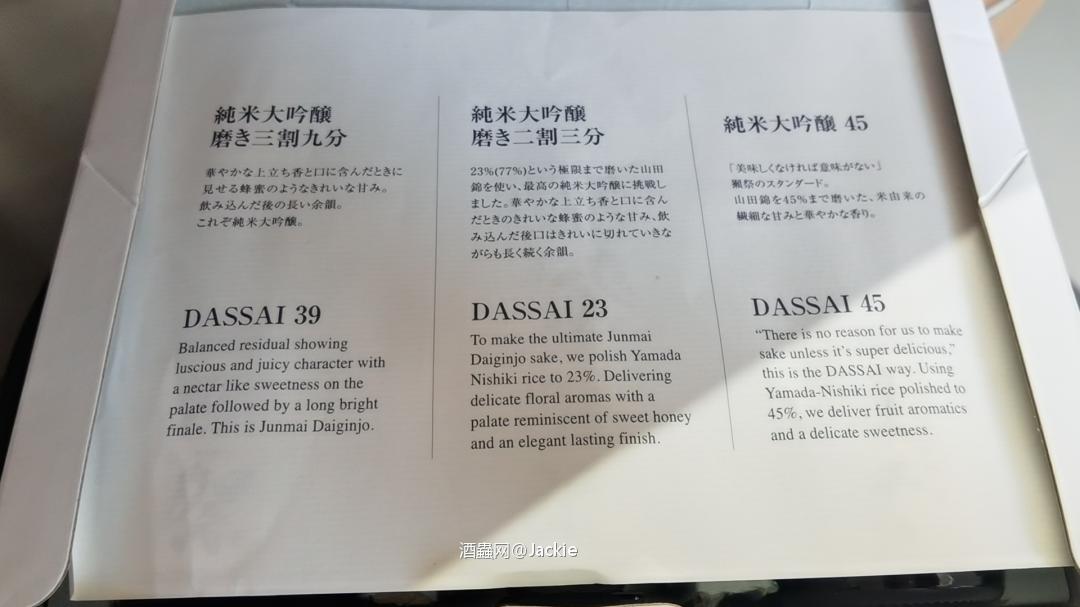 純米大吟醸
磨き三割九分
華やかな上立ち香と口に含んだときに
見せる蜂蜜のようなきれいな甘み。
飲み込んだ後の長い余韻。
これぞ純米大吟醸。
DASSAI 39
Balanced residual showing
luscious and juicy character with
a nectar like sweetness on the
palate followed by a long bright
finale. This is Junmai Daiginjo.
純米大吟醸
磨き二割三分
23%(77%)という極限まで磨いた山田
錦を使い、最高の純米大吟醸に挑戦し
ました。華やかな上立ち香と口に含ん
だときのきれいな蜂蜜のような甘み、飲
み込んだ後口はきれいに切れていきな
がらも長く続く余韻。
DASSAI 23
To make the ultimate Junmai
Daiginjo sake, we polish Yamada
Nishiki rice to 23%. Delivering
delicate floral aromas with a
palate reminiscent of sweet honey
and an elegant lasting finish.
純米大吟醸 45
「美味しくなければ意味がない」
獺祭のスタンダード。
山田錦を45%まで磨いた、米由来の
繊細な甘みと華やかな香り。
DASSAI 45
“There is no reason for us to make
sake unless it’s super delicious,”
this is the DASSAI way. Using
Yamada-Nishiki rice polished to
45%, we deliver fruit aromatics
and a delicate sweetness.
酒蟲网@Jackie